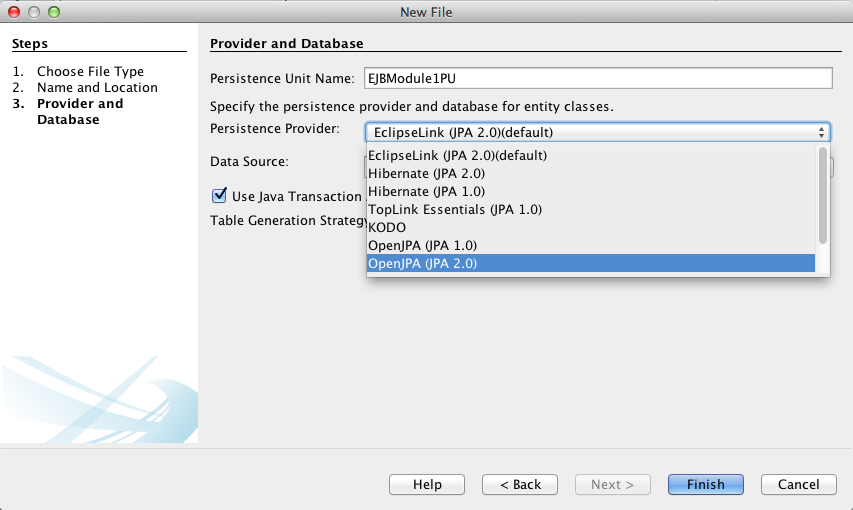 New File
Steps
1. Choose File Type
2. Name and Location
3. Provider and
Database
Provider and Database
Persistence Unit Name: EJBModule1PU
Specify the persistence provider and database for entity classes.
Persistence Provider: EclipseLink (JPA 2.0)(default)
EclipseLink (JPA 2.0)(default)
Data Source:
Hibernate (JPA 2.0)
Hibernate (JPA 1.0)
Use Java Transaction
TopLink Essentials (JPA 1.0)
Table Generation Strategy
KODO
OpenJPA (JPA 1.0)
OpenJPA (JPA 2.0)
Help < Back Next > Finish Cancel